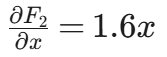 ∂F₂/∂x = 1.6x